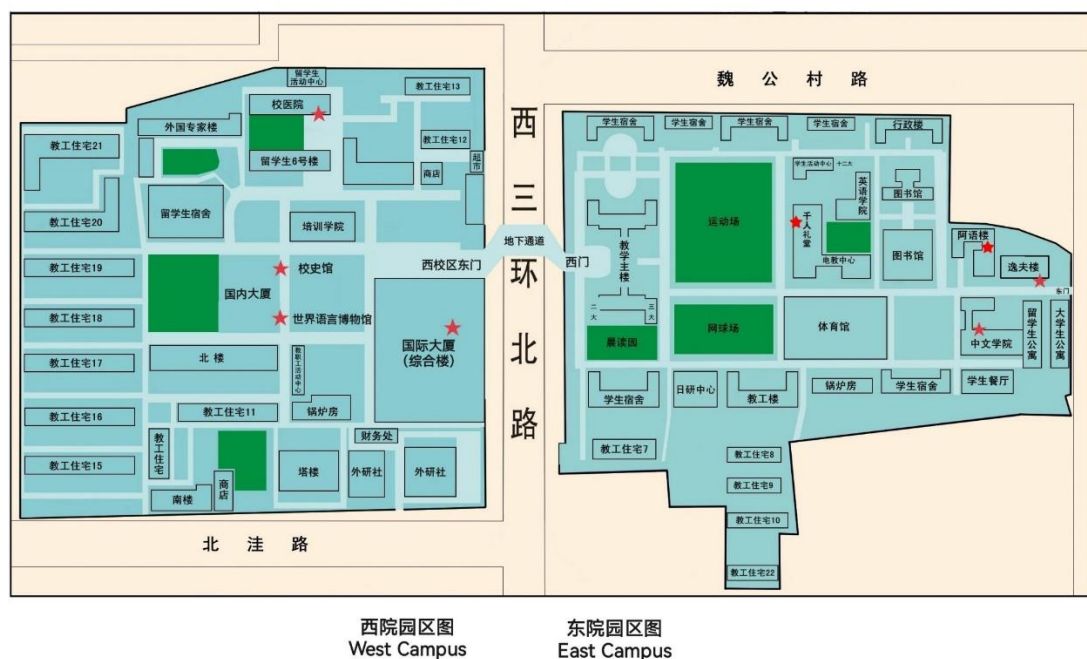 留学生
活动中心
教工住宅13
校医院
外国专家楼
教工住宅21
教工住宅12
留学生6号楼
商店
超市
教工住宅20
留学生宿舍
培训学院
西校区东门
教工住宅19
校史馆
国内大厦
世界语言博物馆
教工住宅18
国际大厦
(综合楼)
北楼
教职工活动中心
教工住宅17
教工住宅11
锅炉房
教工住宅16
财务处
教工住宅
教工住宅15
塔楼
外研社
外研社
南楼
商店
北洼路
西三环北路
地下通道
魏公村路
学生宿舍
学生宿舍
学生宿舍
学生宿舍
行政楼
学生活动中心
十二大
英语学院
图书馆
运动场
千人礼堂
阿语楼
教学主楼
西门
电教中心
图书馆
逸夫楼
东门
二大
三大
网球场
体育馆
晨读园
中文学院
留学生公寓
大学生公寓
学生宿舍
日研中心
教工楼
锅炉房
学生宿舍
学生餐厅
教工住宅7
教工住宅8
教工住宅9
教工住宅10
教工住宅22
西院园区图
West Campus
东院园区图
East Campus